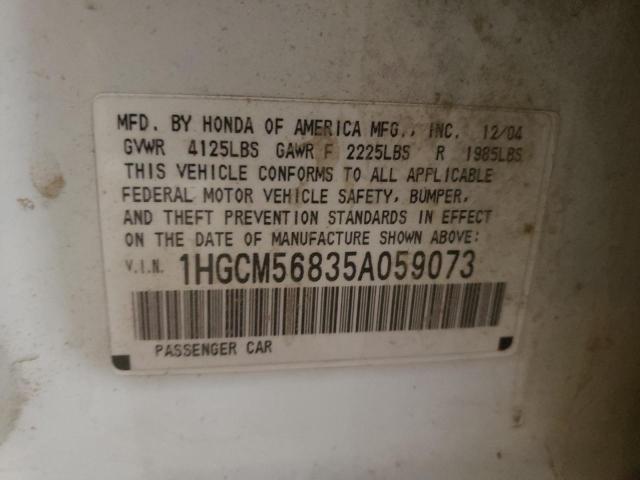 MFD. BY HONDA OF AMERICA MFG., INC. 12/04
GVWR 4125LBS GAWR F 2225LBS R 1985LBS
THIS VEHICLE CONFORMS TO ALL APPLICABLE
FEDERAL MOTOR VEHICLE SAFETY, BUMPER,
AND THEFT PREVENTION STANDARDS IN EFFECT
ON THE DATE OF MANUFACTURE SHOWN ABOVE:
V.I.N. 1HGCM56835A059073
PASSENGER CAR